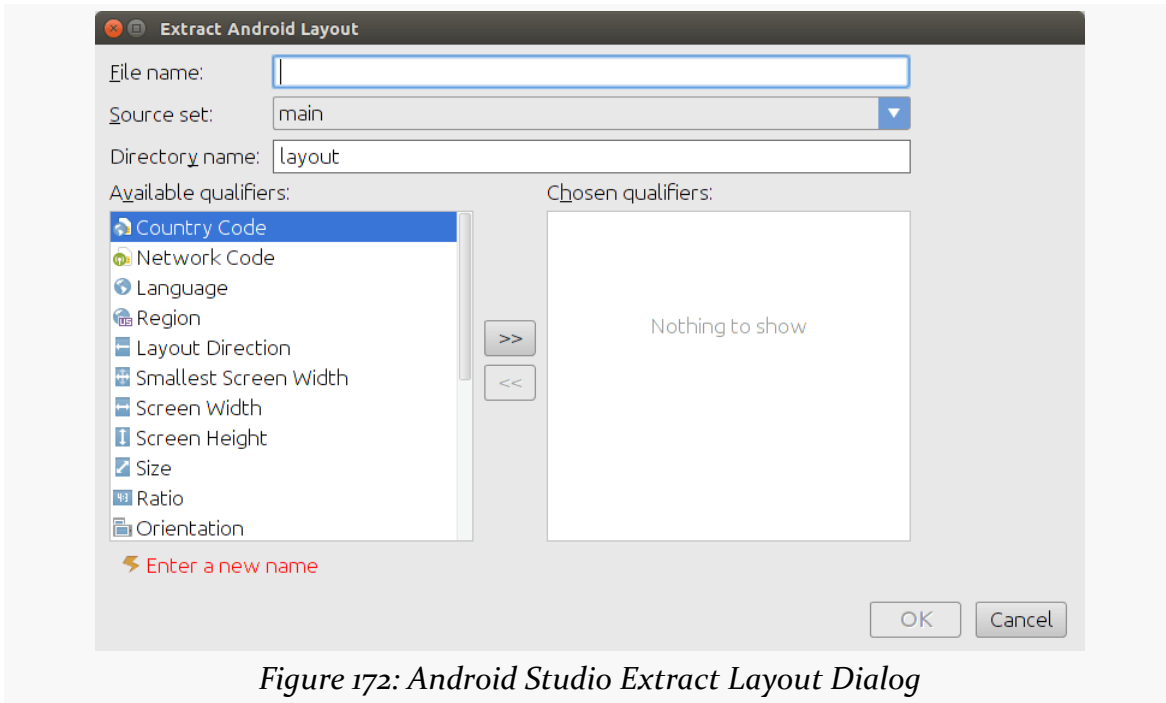 Extract Android Layout
File name:
Source set: main
Directory name: layout
Available qualifiers:
Chosen qualifiers:
Country Code
Network Code
Language
Region
Layout Direction
Smallest Screen Width
Screen Width
Screen Height
Size
Ratio
Orientation
>>
<<
Nothing to show
Enter a new name
OK
Cancel
Figure 172: Android Studio Extract Layout Dialog